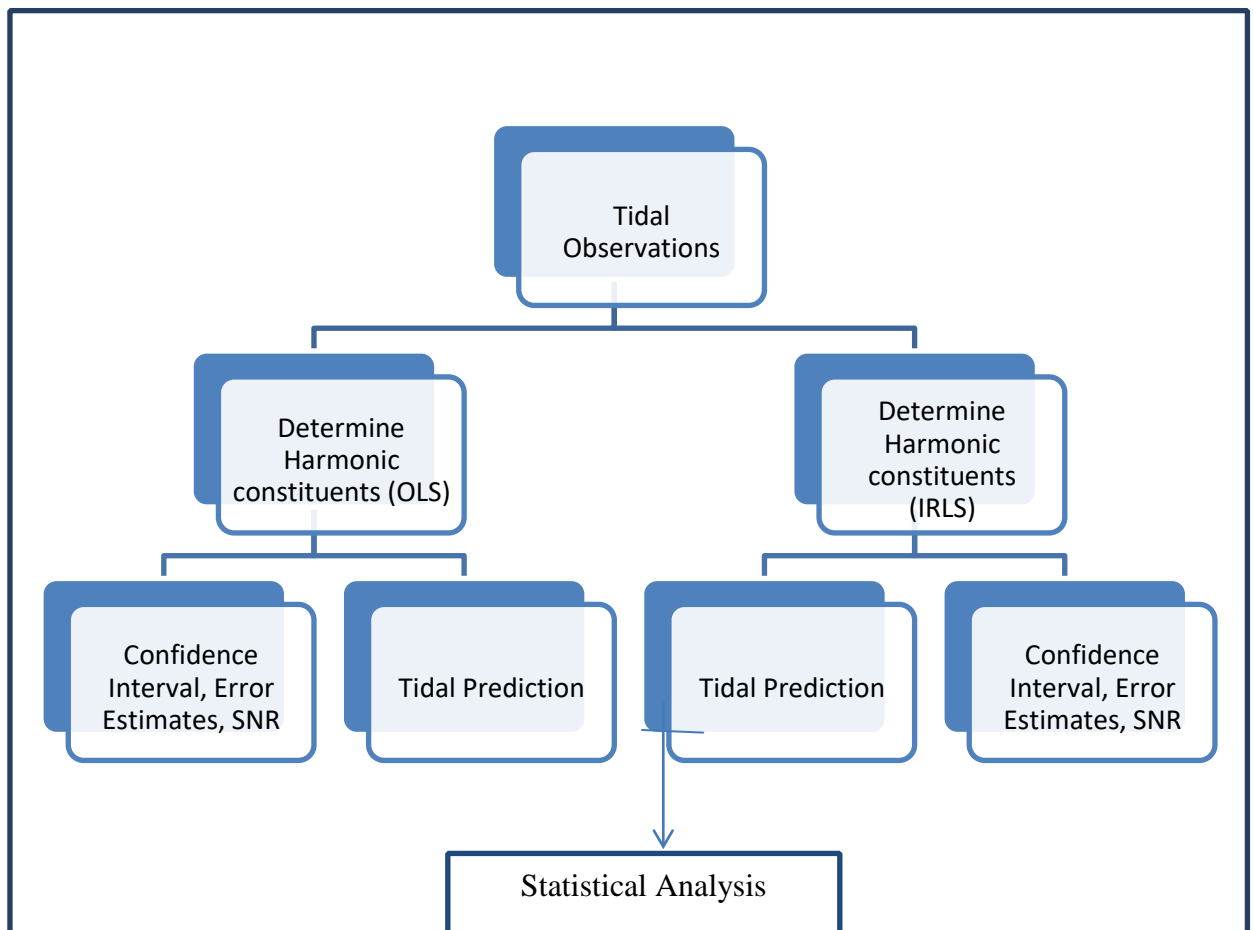 Tidal
Observations
Determine
Harmonic
constituents (OLS)
Determine
Harmonic
constituents
(IRLS)
Confidence
Interval, Error
Estimates, SNR
Tidal Prediction
Tidal Prediction
Confidence
Interval, Error
Estimates, SNR
Statistical Analysis